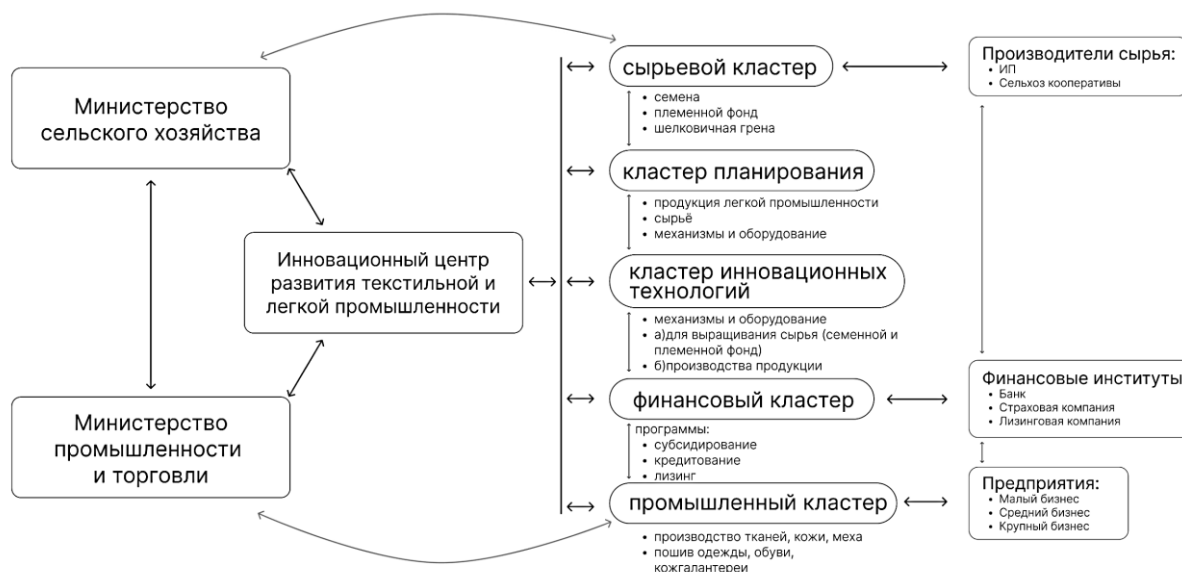 Министерство
сельского хозяйства
Инновационный центр
развития текстильной и
легкой промышленности
Министерство
промышленности
и торговли
сырьевой кластер
семена
племенной фонд
шелковичная грена
кластер планирования
продукция легкой промышленности
сырьё
механизмы и оборудование
кластер инновационных
технологий
механизмы и оборудование
а)для выращивания сырья (семенной и
племенной фонд)
б)производства продукции
финансовый кластер
программы:
субсидирование
кредитование
лизинг
промышленный кластер
производство тканей, кожи, меха
пошив одежды, обуви,
кожгалантереи
Производители сырья:
ИП
Сельхоз кооперативы
Финансовые институты:
Банк
Страховая компания
Лизинговая компания
Предприятия:
Малый бизнес
Средний бизнес
Крупный бизнес